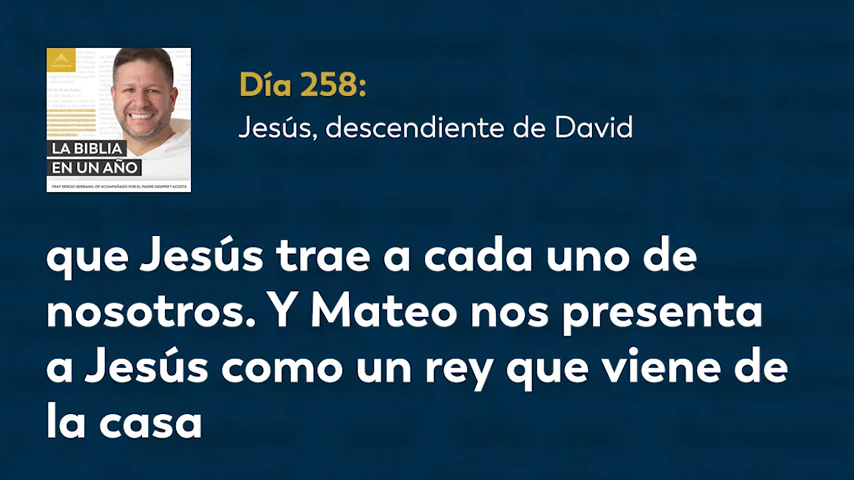 Día 258:
Jesús, descendiente de David
LA BIBLIA
EN UN AÑO
que Jesús trae a cada uno de
nosotros. Y Mateo nos presenta
a Jesús como un rey que viene de
la casa